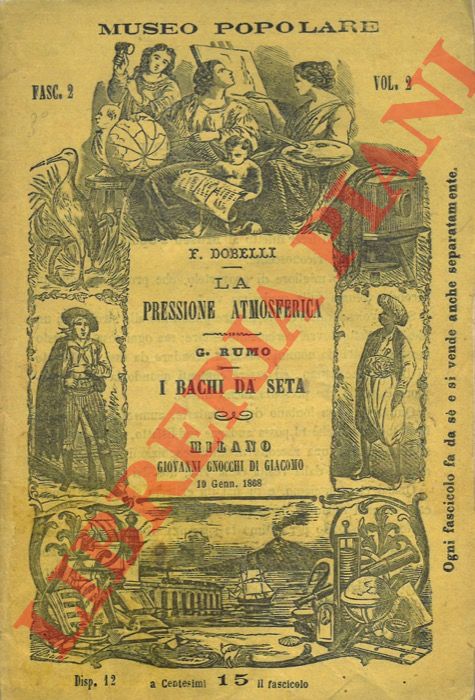 MUSEO POPOLARE
FASC. 2
VOL. 2
F. DOBELLI
LA
PRESSIONE ATMOSFERICA
G. RUMO
I BACHI DA SETA
MILANO
GIOVANNI GNOCCHI DI GIACOMO
19 Genn. 1868
Ogni fascicolo fa da sè e si vende anche separatamente.
Disp. 12
a Centesimi 15 il fascicolo
LIBRERIA PIANI